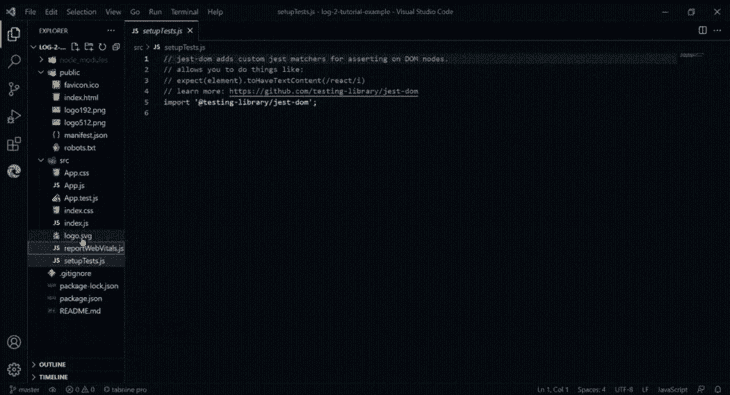 File Edit Selection View Go Run Terminal Help
setupTests.js - log-2-tutorial-example - Visual Studio Code
EXPLORER
JS setupTests.js
LOG-2-...
src > JS setupTests.js
node_modules
public
favicon.ico
index.html
logo192.png
logo512.png
{ } manifest.json
robots.txt
src
App.css
JS App.js
App.test.js
index.css
JS index.js
logo.svg
JS reportWebVitals.js
JS setupTests.js
.gitignore
package-lock.json
package.json
README.md
1 // jest-dom adds custom jest matchers for asserting on DOM nodes.
2 // allows you to do things like:
3 // expect(element).toHaveTextContent(/react/i)
4 // learn more: https://github.com/testing-library/jest-dom
5 import '@testing-library/jest-dom';
6
OUTLINE
TIMELINE
master 0 0 tabnine pro Ln 1, Col 1 Spaces: 4 UTF-8 LF JavaScript